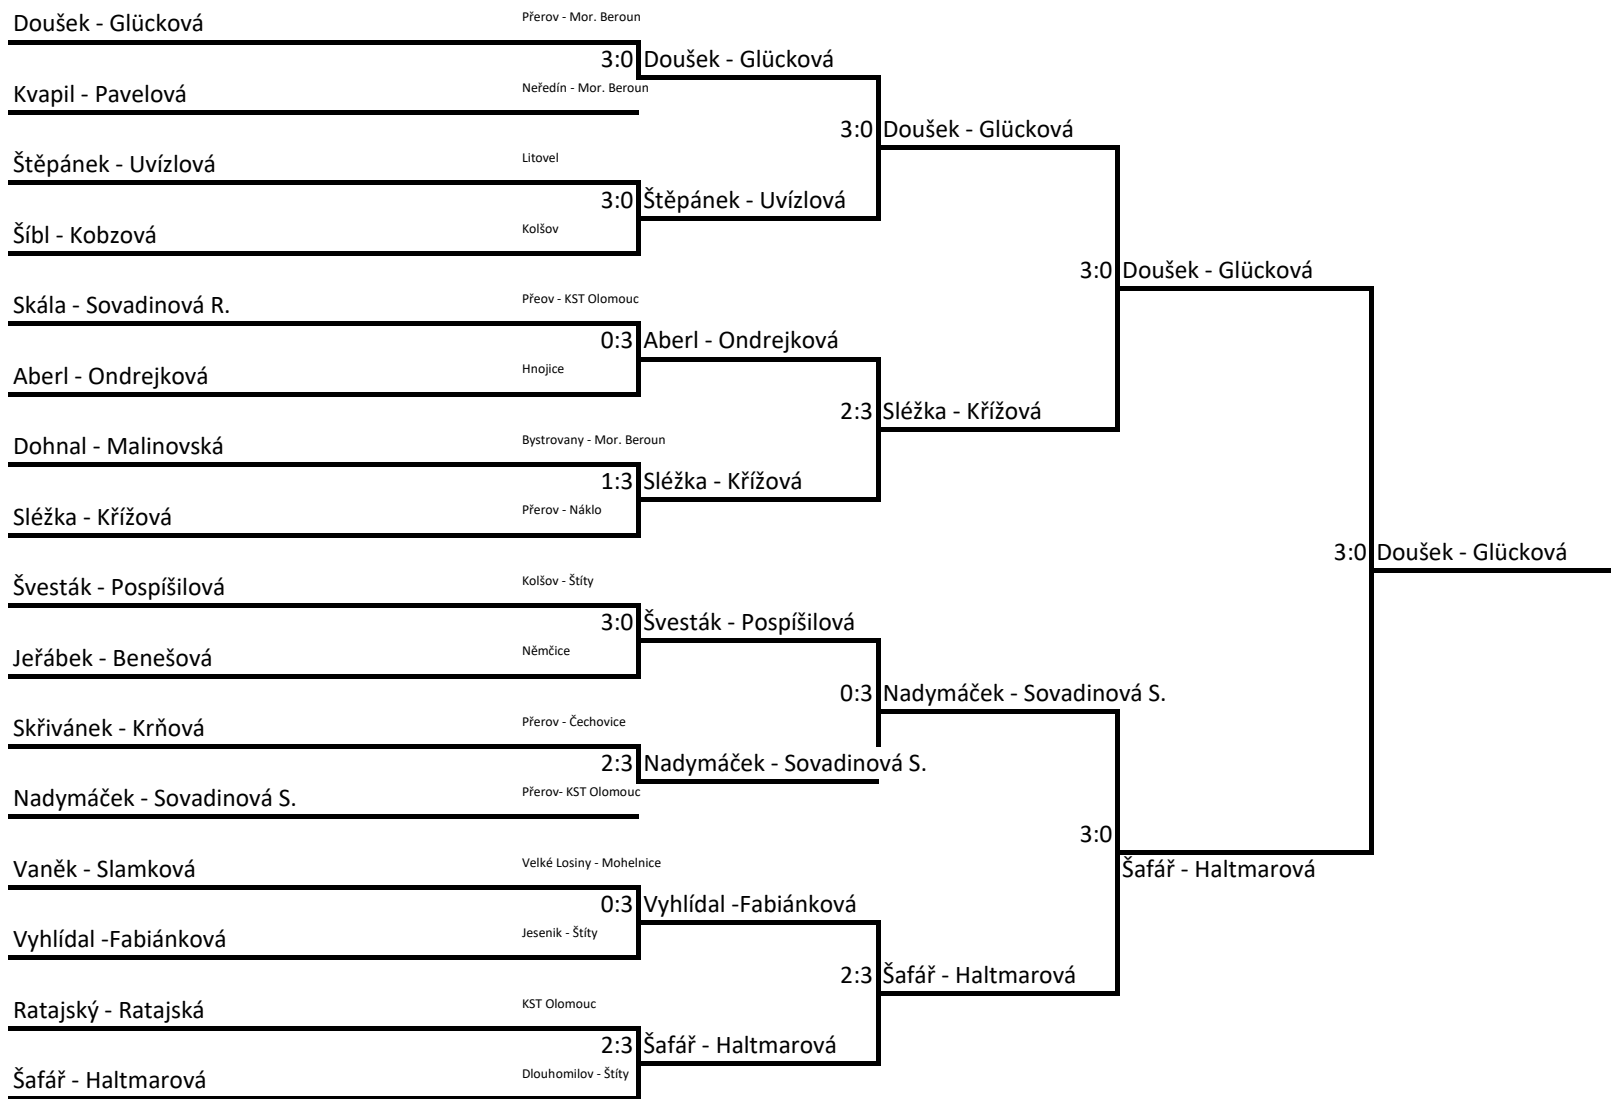 Doušek - Glücková
Přerov - Mor. Beroun
3:0
Doušek - Glücková
Kvapil - Pavelová
Neředín - Mor. Beroun
3:0
Doušek - Glücková
Štěpánek - Uvízlová
Litovel
3:0
Štěpánek - Uvízlová
Šíbl - Kobzová
Kolšov
3:0
Doušek - Glücková
Skála - Sovadinová R.
Přeov - KST Olomouc
0:3
Aberl - Ondrejková
Aberl - Ondrejková
Hnojice
2:3
Sléžka - Křížová
Dohnal - Malinovská
Bystrovany - Mor. Beroun
1:3
Sléžka - Křížová
Sléžka - Křížová
Přerov - Náklo
3:0
Doušek - Glücková
Švesták - Pospíšilová
Kolšov - Štíty
3:0
Švesták - Pospíšilová
Jeřábek - Benešová
Němčice
0:3
Nadymáček - Sovadinová S.
Skřivánek - Krňová
Přerov - Čechovice
2:3
Nadymáček - Sovadinová S.
Nadymáček - Sovadinová S.
Přerov- KST Olomouc
3:0
Šafář - Haltmarová
Vaněk - Slamková
Velké Losiny - Mohelnice
0:3
Vyhlídal -Fabiánková
Vyhlídal -Fabiánková
Jesenik - Štíty
2:3
Šafář - Haltmarová
Ratajský - Ratajská
KST Olomouc
2:3
Šafář - Haltmarová
Šafář - Haltmarová
Dlouhomilov - Štíty